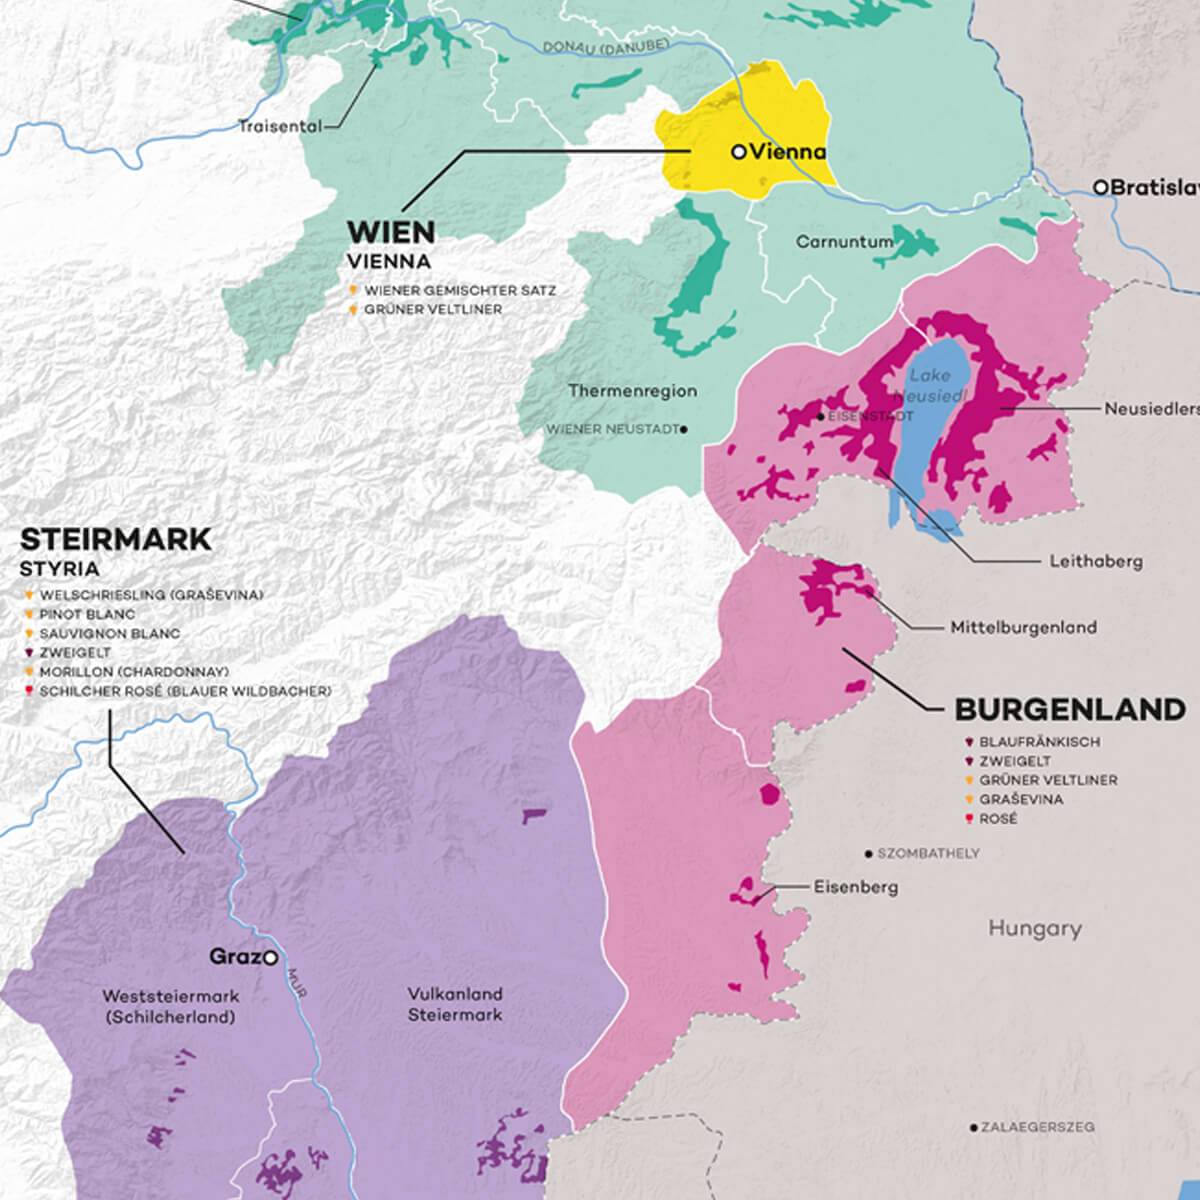 DONAU (DANUBE)
Traisental
Vienna
WIEN
VIENNA
WIENER GEMISCHTER SATZ
GRÜNER VELTLINER
Carnuntum
Thermenregion
WIENER NEUSTADT
Lake
Neusiedl
EISENSTADT
Leithaberg
Mittelburgenland
STEIRMARK
STYRIA
WELSCHRIESLING (GRAŠEVINA)
PINOT BLANC
SAUVIGNON BLANC
ZWEIGELT
MORILLON (CHARDONNAY)
SCHILCHER ROSÉ (BLAUER WILDBACHER)
BURGENLAND
BLAUFRÄNKISCH
ZWEIGELT
GRÜNER VELTLINER
GRAŠEVINA
ROSÉ
SZOMBATHELY
Eisenberg
Hungary
Graz
MUR
Weststeiermark
(Schilcherland)
Vulkanland
Steiermark
ZALAEGERSZEG